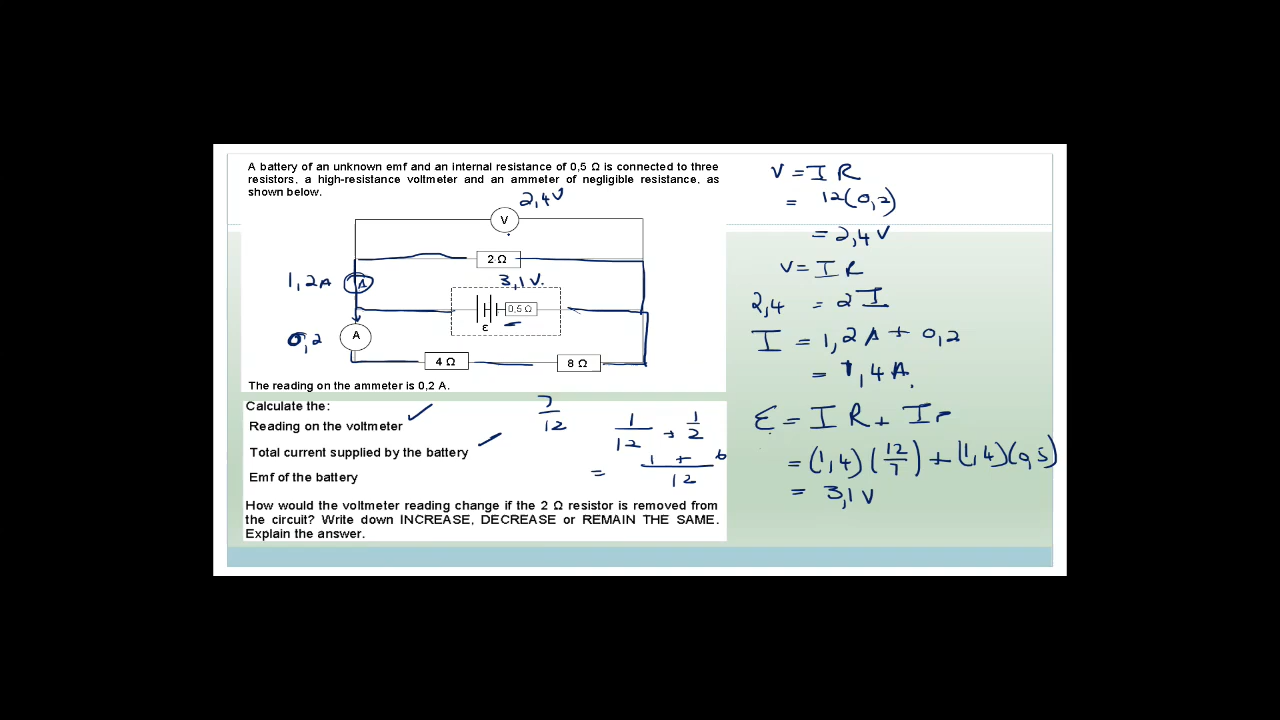 A battery of an unknown emf and an internal resistance of 0,5 Ω is connected to three
resistors, a high-resistance voltmeter and an ammeter of negligible resistance, as
shown below.
2,4V
V
2 Ω
1,2A
A
3,1V.
0,5 Ω
ε
0,2
A
4 Ω
8 Ω
The reading on the ammeter is 0,2 A.
Calculate the:
Reading on the voltmeter ✓
Total current supplied by the battery ✓
Emf of the battery
7/12
1/12 + 1/2
= 1 + 6/12
How would the voltmeter reading change if the 2 Ω resistor is removed from
the circuit? Write down INCREASE, DECREASE or REMAIN THE SAME.
Explain the answer.
V = I R
= 12(0,2)
= 2,4 V
V = I R
2,4 = 2 I
I = 1,2A + 0,2
= 1,4 A.
ε = I R + I r
= (1,4)(12/7) + (1,4)(0,5)
= 3,1 V